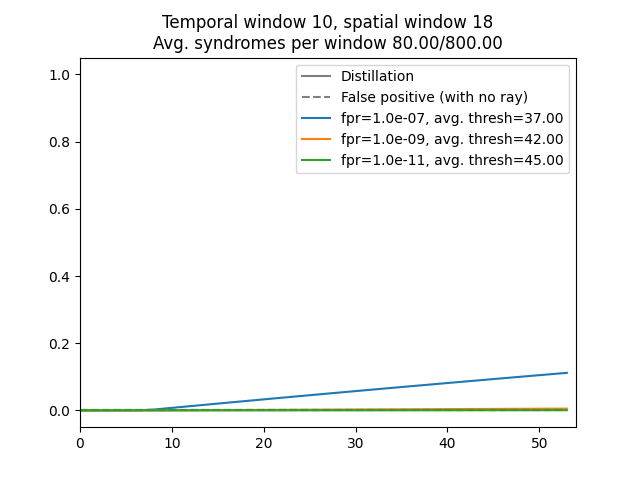 Temporal window 10, spatial window 18
Avg. syndromes per window 80.00/800.00
1.0
0.8
0.6
0.4
0.2
0.0
Distillation
False positive (with no ray)
fpr=1.0e-07, avg. thresh=37.00
fpr=1.0e-09, avg. thresh=42.00
fpr=1.0e-11, avg. thresh=45.00
0 10 20 30 40 50